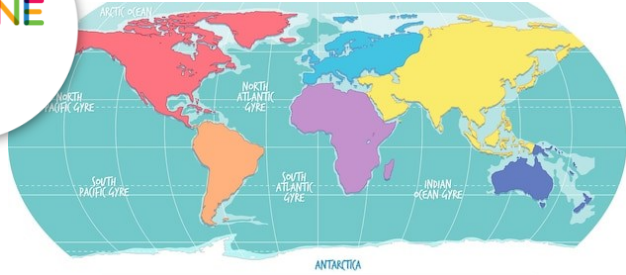 NE
ARCTIC OCEAN
NORTH
PACIFIC GYRE
NORTH
ATLANTIC
GYRE
SOUTH
PACIFIC GYRE
SOUTH
ATLANTIC
GYRE
INDIAN
OCEAN GYRE
ANTARCTICA